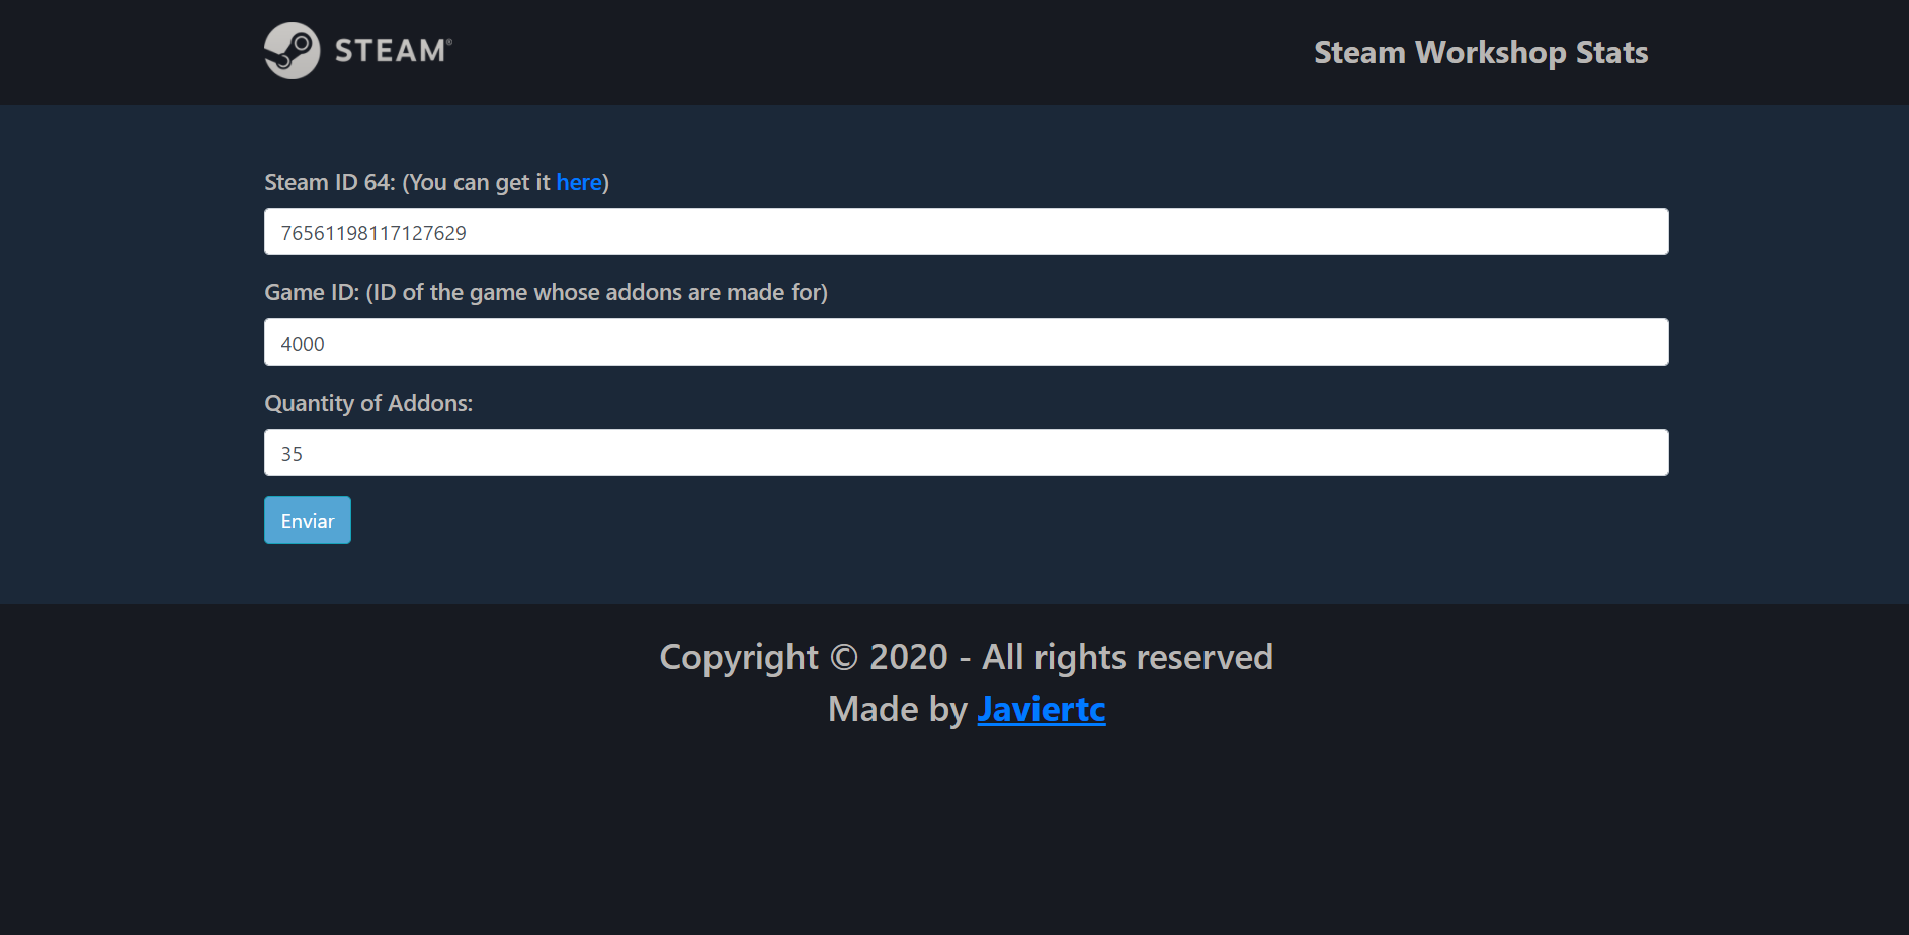 STEAM®
Steam Workshop Stats
Steam ID 64: (You can get it here)
76561198117127629
Game ID: (ID of the game whose addons are made for)
4000
Quantity of Addons:
35
Enviar
Copyright © 2020 - All rights reserved
Made by Javiertc